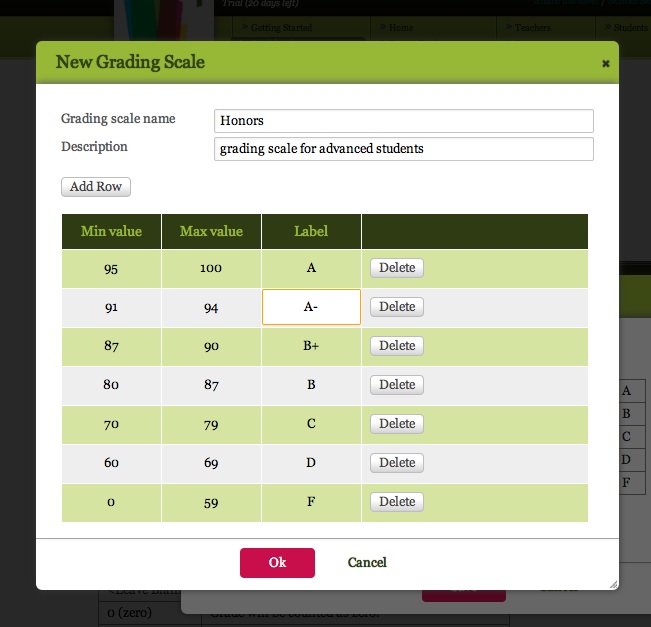 Trial (20 days left)
» Getting Started » Home » Teachers » Students
New Grading Scale ×
Grading scale name Honors
Description grading scale for advanced students
Add Row
Min value Max value Label
95 100 A Delete
91 94 A- Delete
87 90 B+ Delete
80 87 B Delete
70 79 C Delete
60 69 D Delete
0 59 F Delete
A
B
C
D
F
Ok Cancel
0 (zero) Grade will be counted as zero.